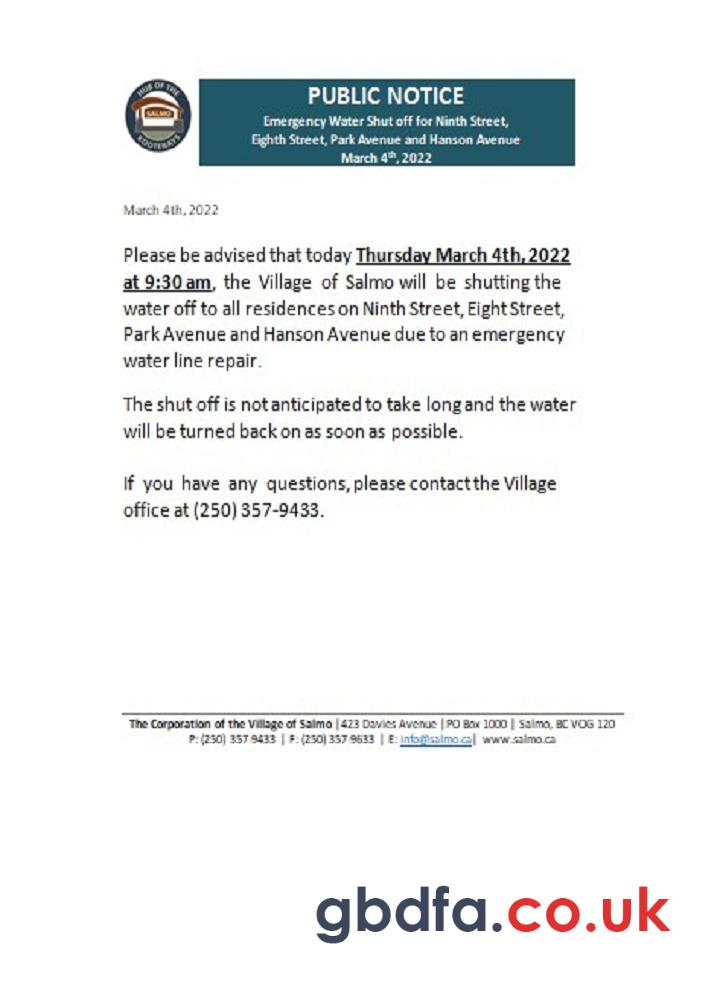 HUB OF THE
SALMO
KOOTENAYS
PUBLIC NOTICE
Emergency Water Shut off for Ninth Street,
Eighth Street, Park Avenue and Hanson Avenue
March 4th, 2022
March 4th, 2022
Please be advised that today Thursday March 4th, 2022
at 9:30 am, the Village of Salmo will be shutting the
water off to all residences on Ninth Street, Eight Street,
Park Avenue and Hanson Avenue due to an emergency
water line repair.
The shut off is not anticipated to take long and the water
will be turned back on as soon as possible.
If you have any questions, please contact the Village
office at (250) 357-9433.
The Corporation of the Village of Salmo | 423 Davies Avenue | PO Box 1000 | Salmo, BC V0G 1Z0
P: (250) 357 9433 | F: (250) 357 9633 | E: info@salmo.ca| www.salmo.ca
gbdfa.co.uk